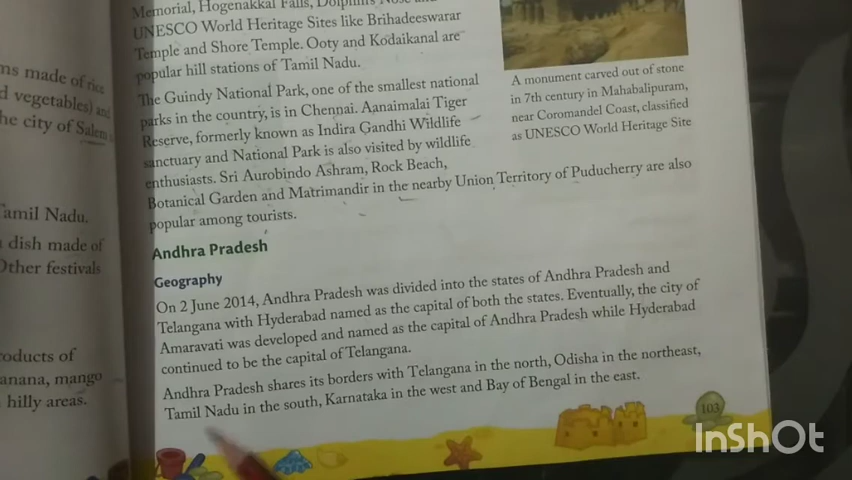 Memorial, Hogenakkal Falls, Dolphin's Nose and
UNESCO World Heritage Sites like Brihadeeswarar
Temple and Shore Temple. Ooty and Kodaikanal are
popular hill stations of Tamil Nadu.
The Guindy National Park, one of the smallest national
parks in the country, is in Chennai. Aanaimalai Tiger
Reserve, formerly known as Indira Gandhi Wildlife
sanctuary and National Park is also visited by wildlife
enthusiasts. Sri Aurobindo Ashram, Rock Beach,
Botanical Garden and Matrimandir in the nearby Union Territory of Puducherry are also
popular among tourists.
A monument carved out of stone
in 7th century in Mahabalipuram,
near Coromandel Coast, classified
as UNESCO World Heritage Site
Andhra Pradesh
Geography
On 2 June 2014, Andhra Pradesh was divided into the states of Andhra Pradesh and
Telangana with Hyderabad named as the capital of both the states. Eventually, the city of
Amaravati was developed and named as the capital of Andhra Pradesh while Hyderabad
continued to be the capital of Telangana.
Andhra Pradesh shares its borders with Telangana in the north, Odisha in the northeast,
Tamil Nadu in the south, Karnataka in the west and Bay of Bengal in the east.
103
made of rice
vegetables) and
the city of Salem
Tamil Nadu.
dish made of
Other festivals
products of
mango
hilly areas.
InShOt